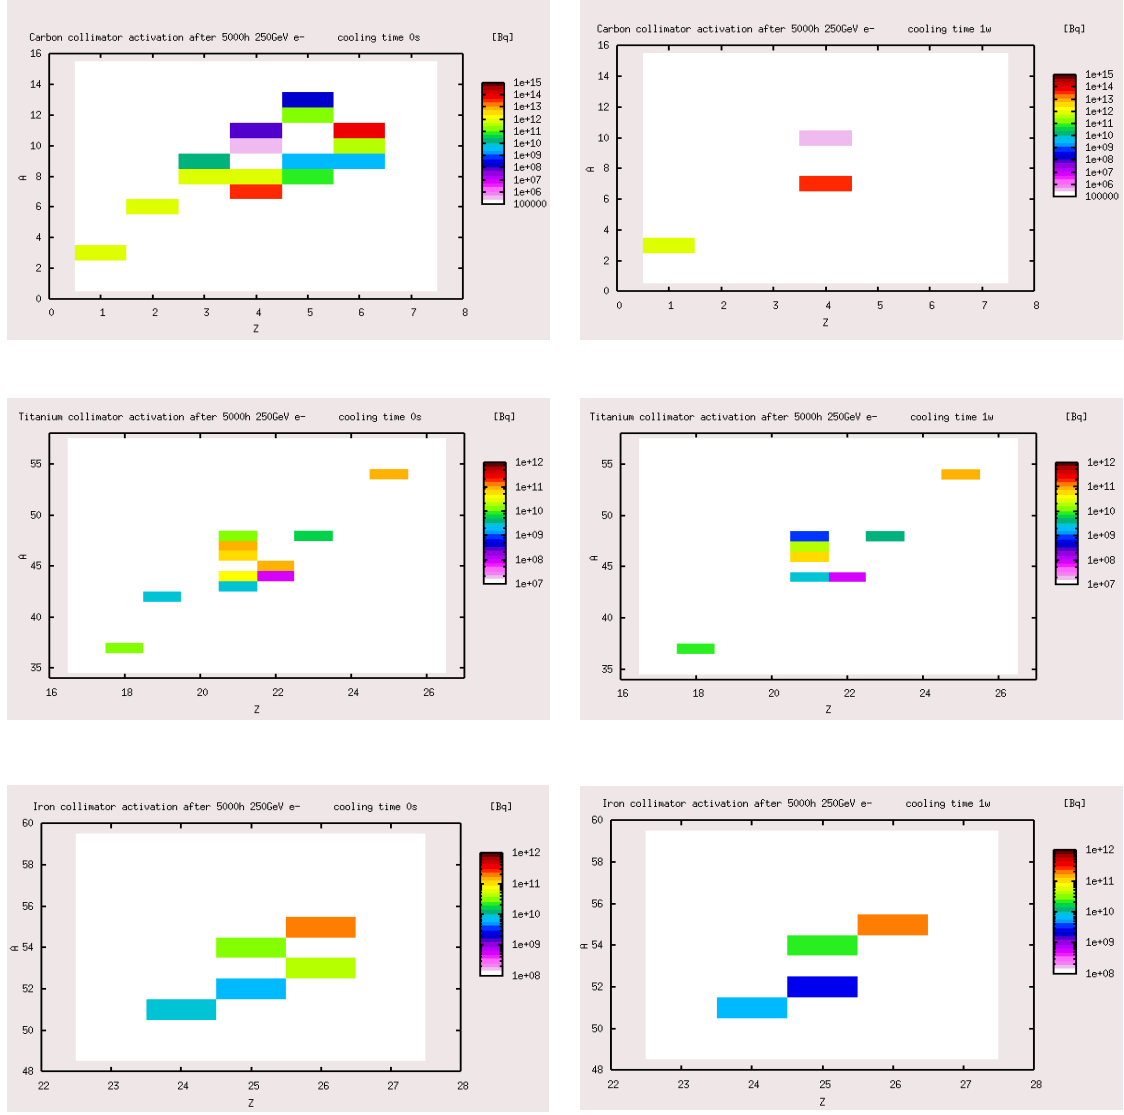 Carbon collimator activation after 5000h 250GeV e- cooling time 0s [Bq]
16
14
12
10
8
6
4
2
0
A
0 1 2 3 4 5 6 7 8
Z
1e+15
1e+14
1e+13
1e+12
1e+11
1e+10
1e+09
1e+08
1e+07
1e+06
100000
Carbon collimator activation after 5000h 250GeV e- cooling time 1w [Bq]
16
14
12
10
8
6
4
2
0
A
0 1 2 3 4 5 6 7 8
Z
1e+15
1e+14
1e+13
1e+12
1e+11
1e+10
1e+09
1e+08
1e+07
1e+06
100000
Titanium collimator activation after 5000h 250GeV e- cooling time 0s [Bq]
55
50
45
40
35
A
16 18 20 22 24 26
Z
1e+12
1e+11
1e+10
1e+09
1e+08
1e+07
Titanium collimator activation after 5000h 250GeV e- cooling time 1w [Bq]
55
50
45
40
35
A
16 18 20 22 24 26
Z
1e+12
1e+11
1e+10
1e+09
1e+08
1e+07
Iron collimator activation after 5000h 250GeV e- cooling time 0s [Bq]
60
58
56
54
52
50
48
A
22 23 24 25 26 27 28
Z
1e+12
1e+11
1e+10
1e+09
1e+08
Iron collimator activation after 5000h 250GeV e- cooling time 1w [Bq]
60
58
56
54
52
50
48
A
22 23 24 25 26 27 28
Z
1e+12
1e+11
1e+10
1e+09
1e+08